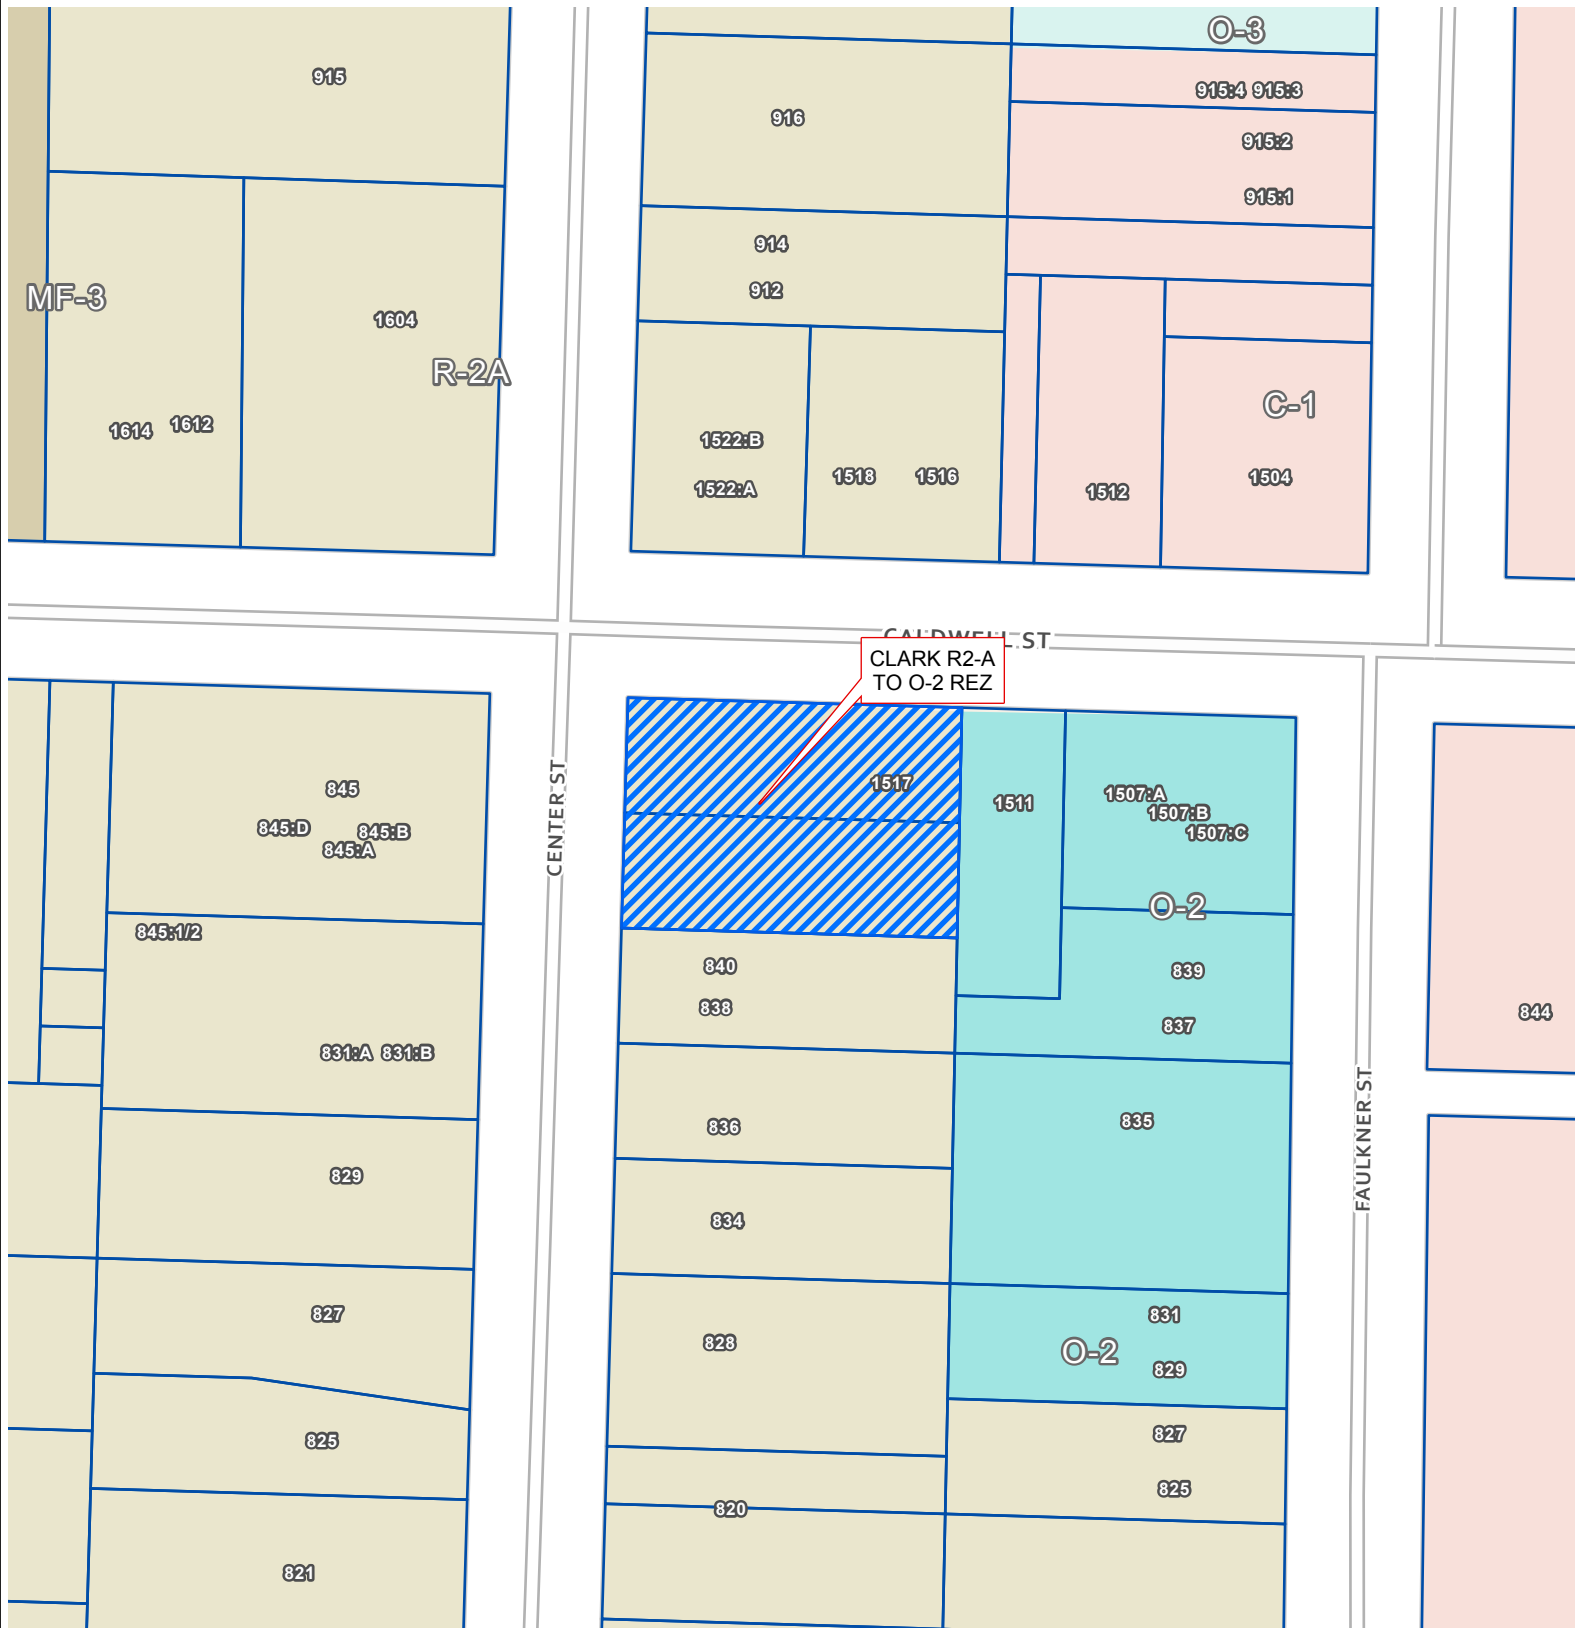 O-3
915
915:4 915:3
916
915:2
915:1
914
912
MF-3
1604
R-2A
C-1
1614 1612
1522:B
1522:A
1518 1516
1512
1504
CALDWELL ST
CLARK R2-A
TO O-2 REZ
CENTER ST
1517
1511
1507:A
1507:B
1507:C
O-2
845
845:D
845:B
845:A
845:1/2
840
838
839
837
844
831:A 831:B
836
835
FAULKNER ST
829
834
827
828
831
O-2
829
825
827
825
820
821